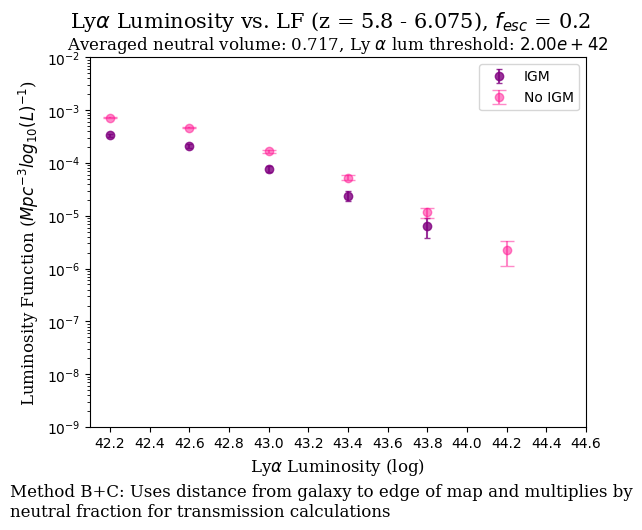 Lyα Luminosity vs. LF (z = 5.8 - 6.075), f_esc = 0.2
Averaged neutral volume: 0.717, Ly α lum threshold: 2.00e + 42
IGM
No IGM
Luminosity Function (Mpc⁻³log₁₀(L)⁻¹)
10⁻²
10⁻³
10⁻⁴
10⁻⁵
10⁻⁶
10⁻⁷
10⁻⁸
10⁻⁹
42.2 42.4 42.6 42.8 43.0 43.2 43.4 43.6 43.8 44.0 44.2 44.4 44.6
Lyα Luminosity (log)
Method B+C: Uses distance from galaxy to edge of map and multiplies by
neutral fraction for transmission calculations